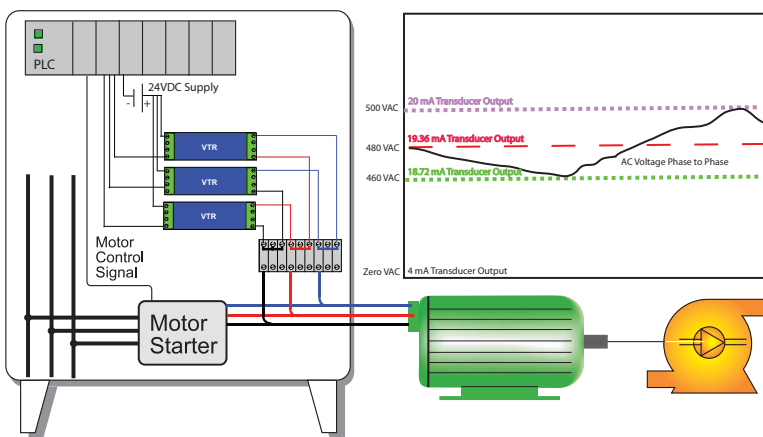 PLC
24VDC Supply
- +
VTR
VTR
VTR
Motor
Control
Signal
Motor
Starter
20 mA Transducer Output
500 VAC
19.36 mA Transducer Output
480 VAC
AC Voltage Phase to Phase
18.72 mA Transducer Output
460 VAC
Zero VAC
4 mA Transducer Output